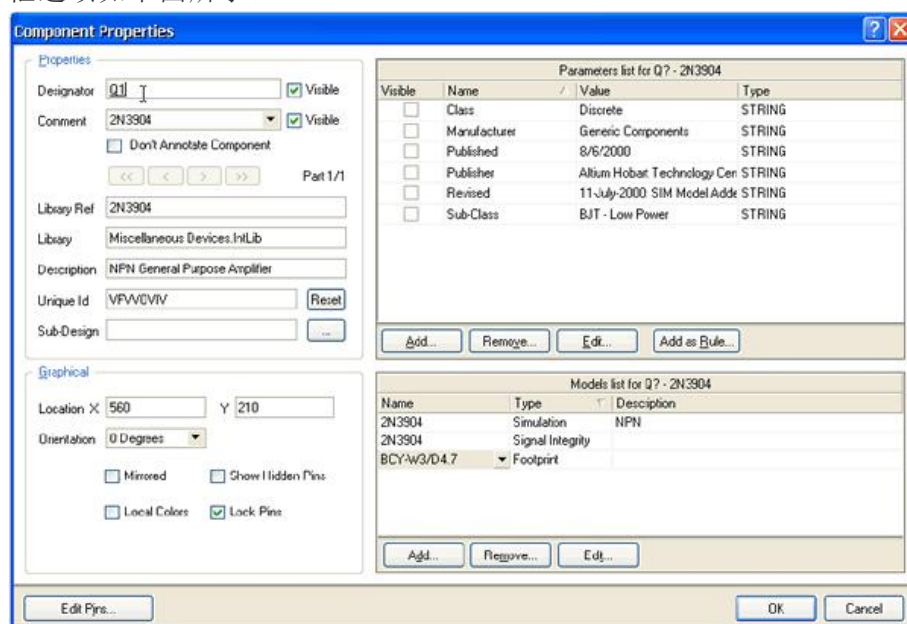 Component Properties
Properties
Designator Q1 Visible
Comment 2N3904 Visible
Don't Annotate Component
<< < > >> Part 1/1
Library Ref 2N3904
Library Miscellaneous Devices.IntLib
Description NPN General Purpose Amplifier
Unique Id
Reset
Sub-Design ...
Parameters list for Q? - 2N3904
Visible Name Value Type
Class Discrete STRING
Manufacturer Generic Components STRING
Published 8/6/2000 STRING
Publisher Altium Hobart Technology Cen STRING
Revised 11-July-2000 SIM Model Adde STRING
Sub-Class BJT - Low Power STRING
Add... Remove... Edit... Add as Rule...
Graphical
Location X 560 Y 210
Orientation 0 Degrees
Mirrored Show Hidden Pins
Local Colors Lock Pins
Models list for Q? - 2N3904
Name Type Desciption
2N3904 Simulation NPN
2N3904 Signal Integrity
BCY-W3/D4.7 Footprint
Add... Remove... Edit...
Edit Pins... OK Cancel